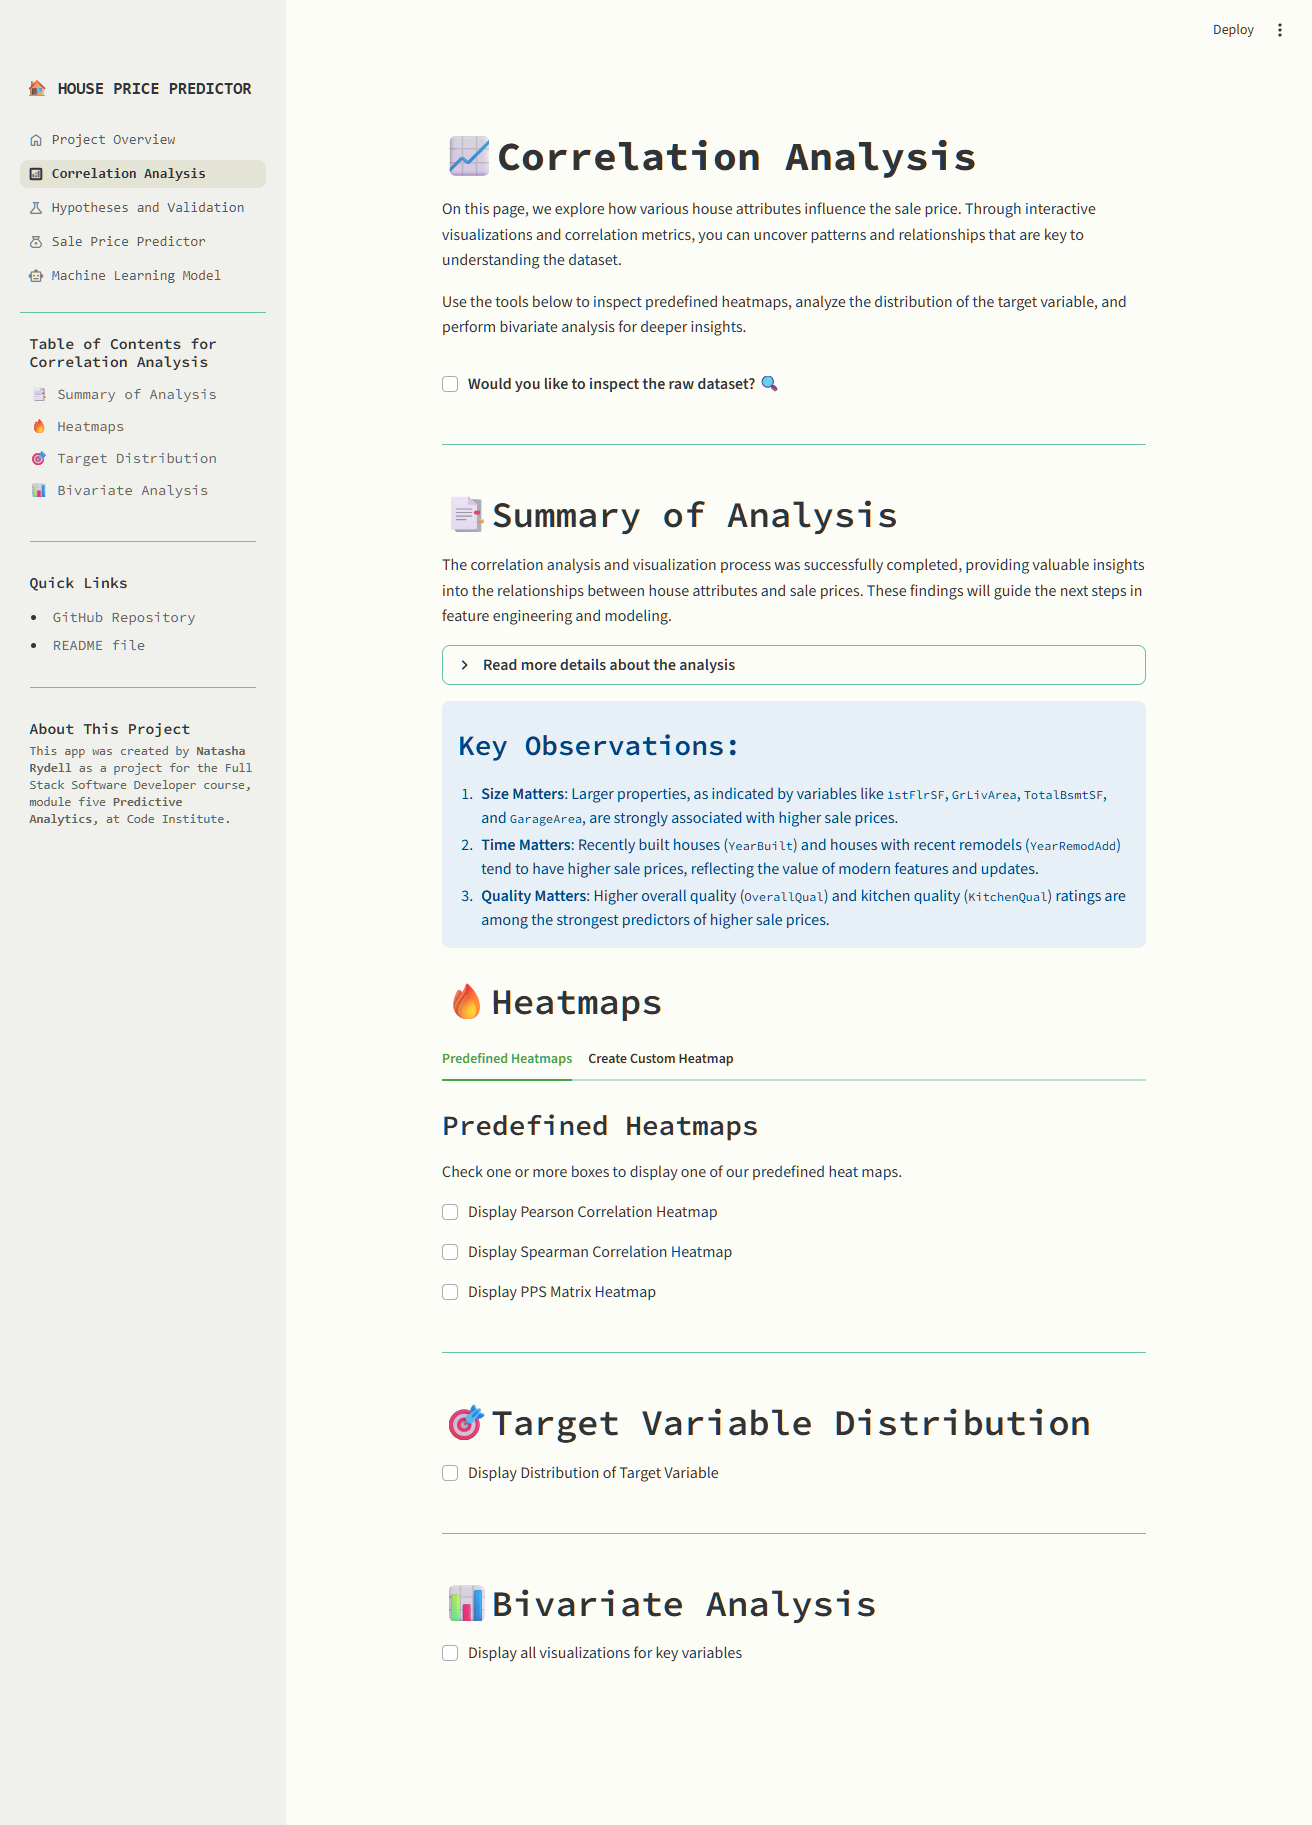 Deploy
HOUSE PRICE PREDICTOR
Project Overview
Correlation Analysis
Hypotheses and Validation
Sale Price Predictor
Machine Learning Model
Table of Contents for
Correlation Analysis
Summary of Analysis
Heatmaps
Target Distribution
Bivariate Analysis
Quick Links
GitHub Repository
README file
About This Project
This app was created by Natasha
Rydell as a project for the Full
Stack Software Developer course,
module five Predictive
Analytics, at Code Institute.
Correlation Analysis
On this page, we explore how various house attributes influence the sale price. Through interactive
visualizations and correlation metrics, you can uncover patterns and relationships that are key to
understanding the dataset.
Use the tools below to inspect predefined heatmaps, analyze the distribution of the target variable, and
perform bivariate analysis for deeper insights.
Would you like to inspect the raw dataset?
Summary of Analysis
The correlation analysis and visualization process was successfully completed, providing valuable insights
into the relationships between house attributes and sale prices. These findings will guide the next steps in
feature engineering and modeling.
Read more details about the analysis
Key Observations:
1. Size Matters: Larger properties, as indicated by variables like 1stFlrSF, GrLivArea, TotalBsmtSF,
and GarageArea, are strongly associated with higher sale prices.
2. Time Matters: Recently built houses (YearBuilt) and houses with recent remodels (YearRemodAdd)
tend to have higher sale prices, reflecting the value of modern features and updates.
3. Quality Matters: Higher overall quality (OverallQual) and kitchen quality (KitchenQual) ratings are
among the strongest predictors of higher sale prices.
Heatmaps
Predefined Heatmaps Create Custom Heatmap
Predefined Heatmaps
Check one or more boxes to display one of our predefined heat maps.
Display Pearson Correlation Heatmap
Display Spearman Correlation Heatmap
Display PPS Matrix Heatmap
Target Variable Distribution
Display Distribution of Target Variable
Bivariate Analysis
Display all visualizations for key variables